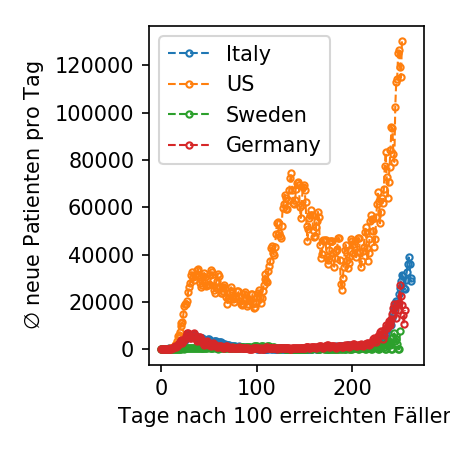 Italy
US
Sweden
Germany
∅ neue Patienten pro Tag
120000
100000
80000
60000
40000
20000
0
0 100 200
Tage nach 100 erreichten Fällen